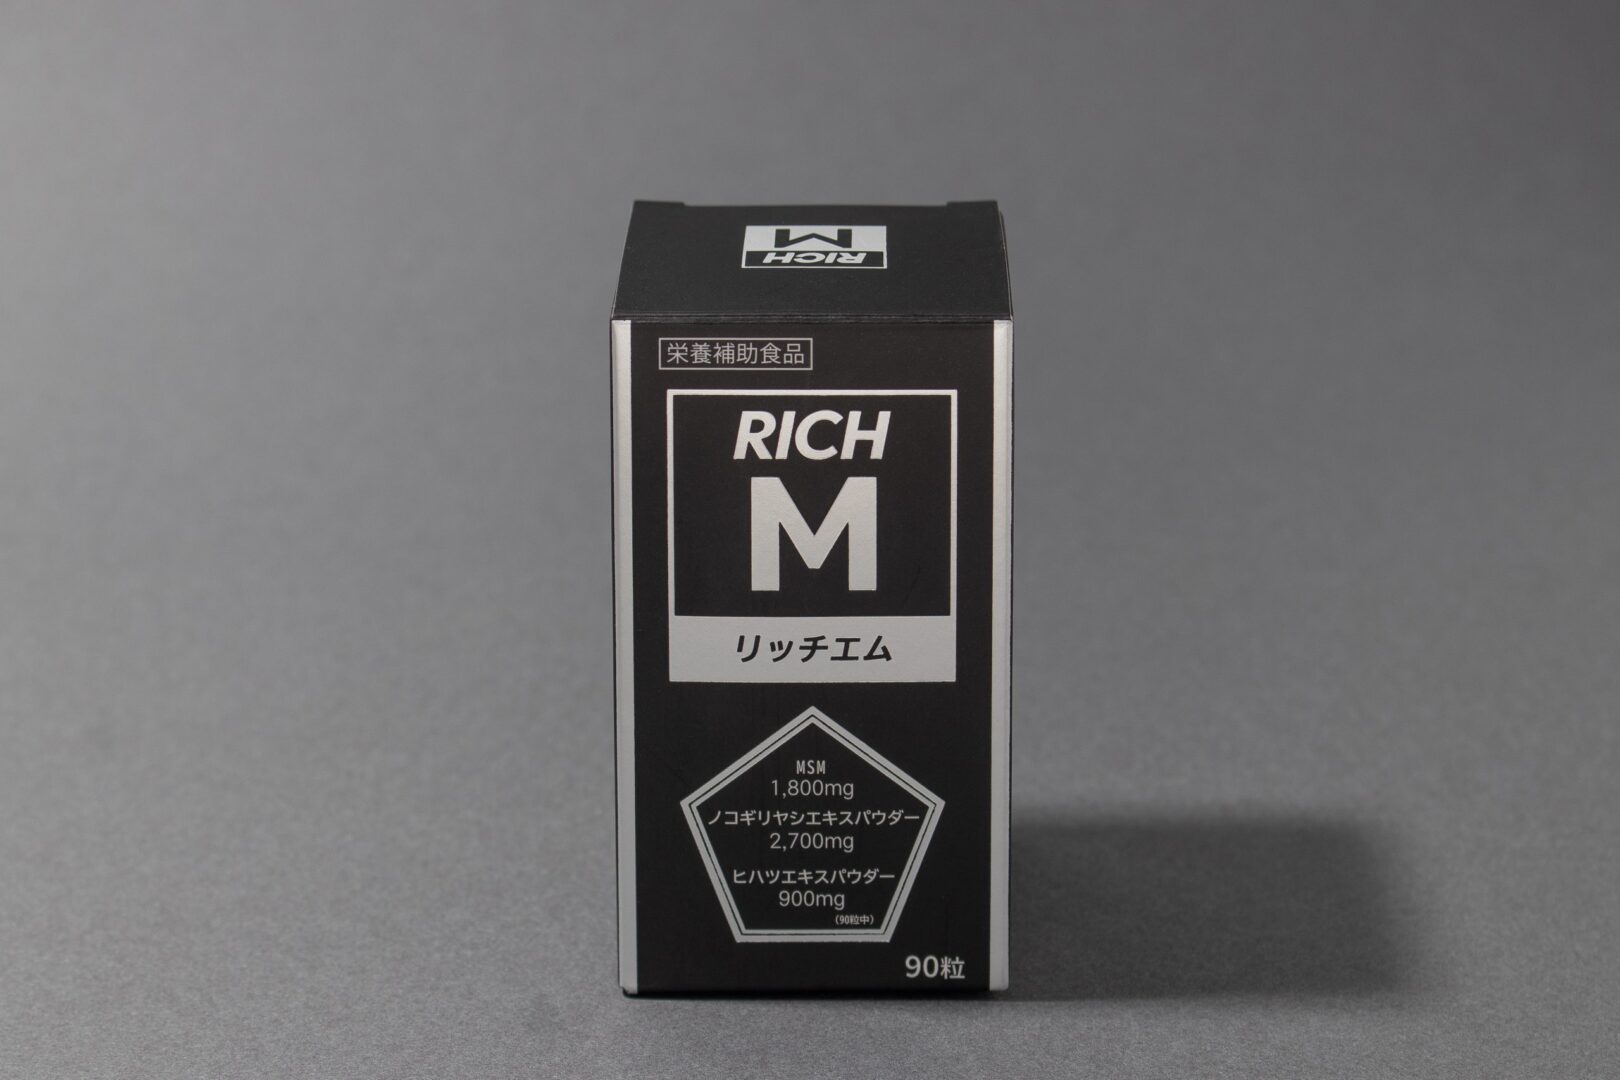 RICH
M
栄養補助食品
RICH
M
リッチエム
MSM
1,800mg
ノコギリヤシエキスパウダー
2,700mg
ヒハツエキスパウダー
900mg
(90粒中)
90粒